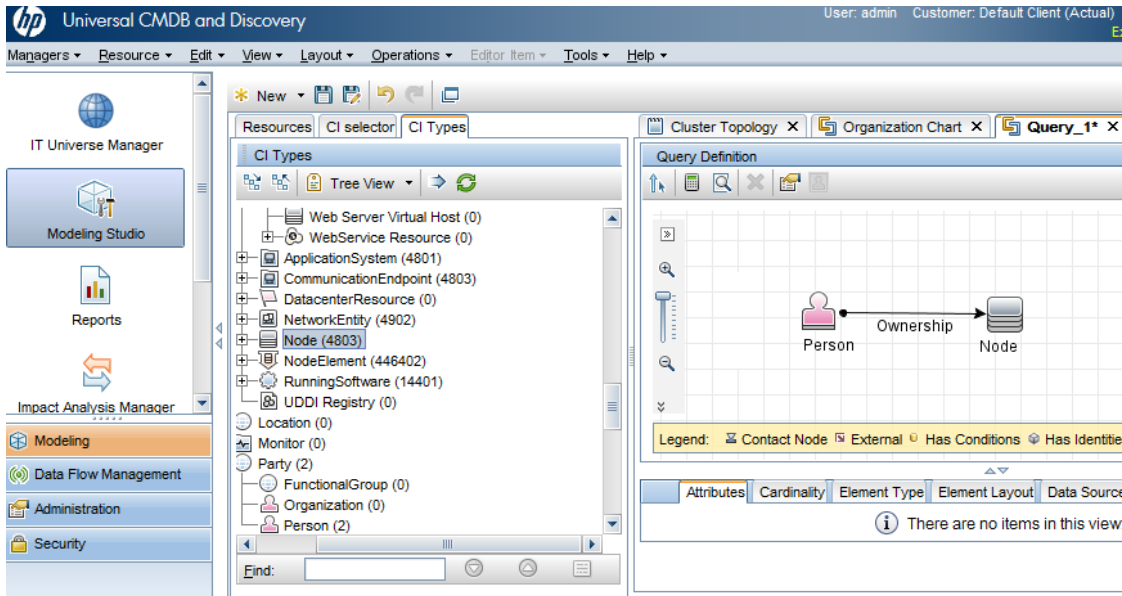 hp Universal CMDB and Discovery
User: admin Customer: Default Client (Actual)
Managers Resource Edit View Layout Operations Editor Item Tools Help
New
IT Universe Manager
Modeling Studio
Reports
Impact Analysis Manager
Modeling
Data Flow Management
Administration
Security
Resources CI selector CI Types
CI Types
Tree View
Web Server Virtual Host (0)
WebService Resource (0)
ApplicationSystem (4801)
CommunicationEndpoint (4803)
DatacenterResource (0)
NetworkEntity (4902)
Node (4803)
NodeElement (446402)
RunningSoftware (14401)
UDDI Registry (0)
Location (0)
Monitor (0)
Party (2)
FunctionalGroup (0)
Organization (0)
Person (2)
Find:
Cluster Topology X Organization Chart X Query_1* X
Query Definition
Ownership
Person Node
Legend: Contact Node External Has Conditions Has Identitie
Attributes Cardinality Element Type Element Layout Data Source
There are no items in this view